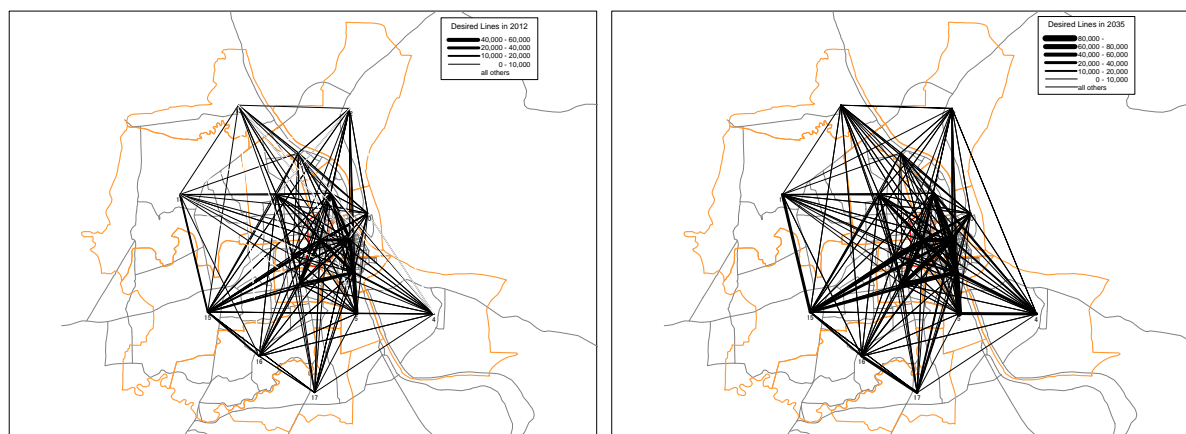 Desired Lines in 2012
40,000 - 60,000
20,000 - 40,000
10,000 - 20,000
0 - 10,000
all others
15
16
17
4
Desired Lines in 2035
80,000 -
60,000 - 80,000
40,000 - 60,000
20,000 - 40,000
10,000 - 20,000
0 - 10,000
all others
15
16
17
4